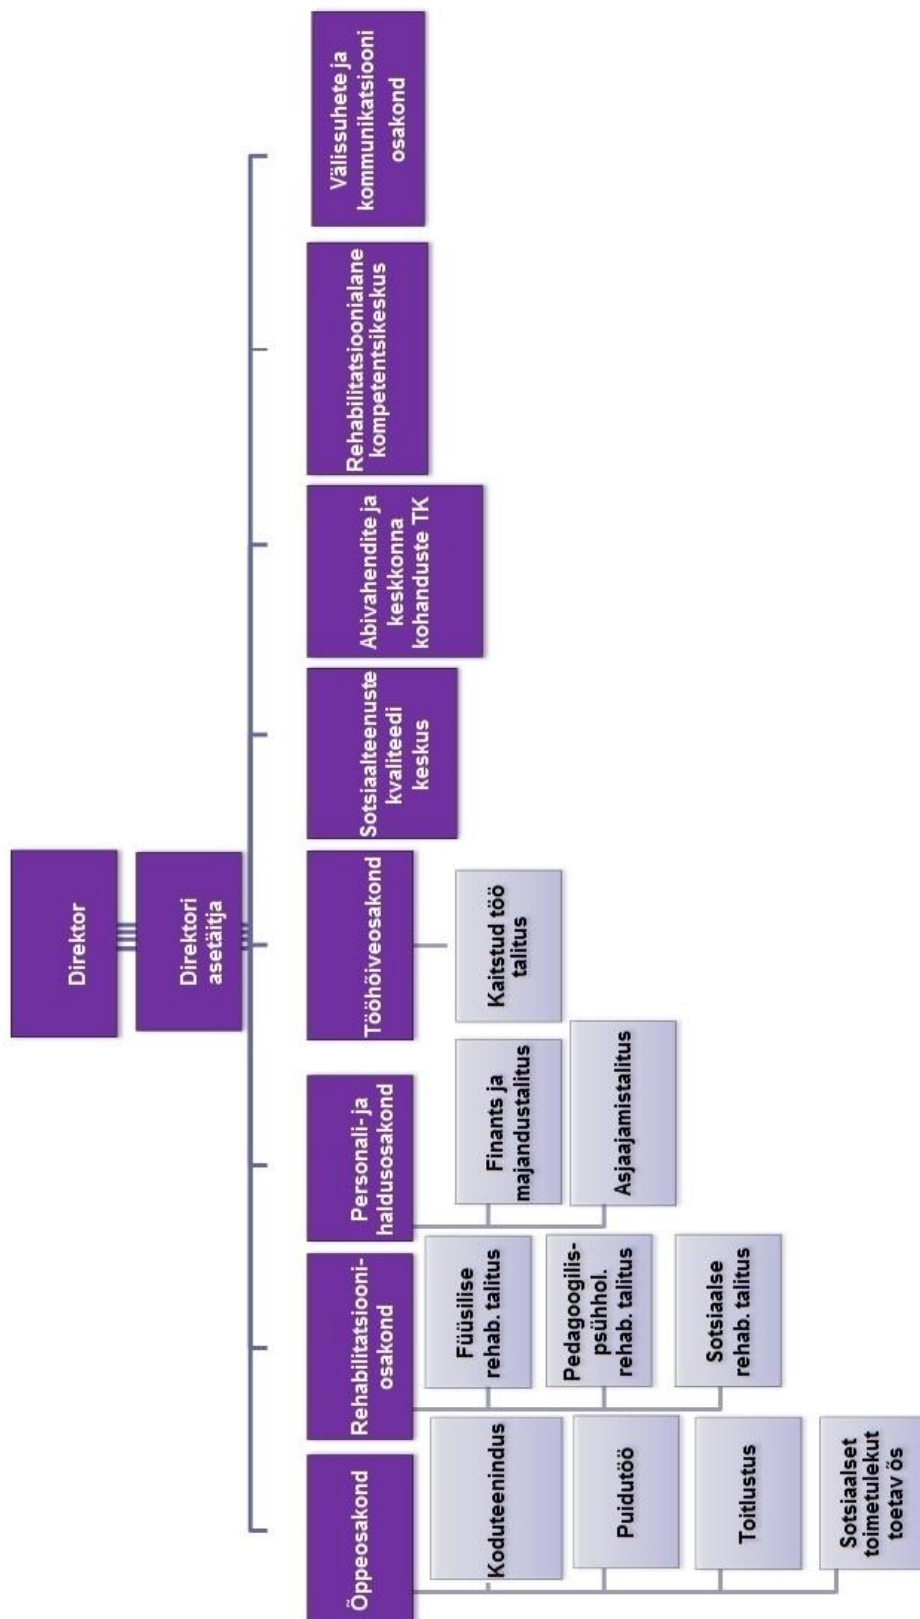 Direktor
Direktori
asetäitja
Õppeosakond
Rehabilitatsiooni-
osakond
Personali- ja
haldusosakond
Tööhõiveosakond
Sotsiaalteenuste
kvaliteedi
keskus
Abivahendite ja
keskkonna
kohanduste TK
Rehabilitatsioonialane
kompetentsikeskus
Välissuhete ja
kommunikatsiooni
osakond
Koduteenindus
Puidutöö
Toitlustus
Sotsiaalset
toimetulekut
toetav õs
Füüsilise
rehab. talitus
Pedagoogilis-
psühhol.
rehab. talitus
Sotsiaalse
rehab. talitus
Finants ja
majandustalitus
Asjaajamistalitus
Kaitstud töö
talitus